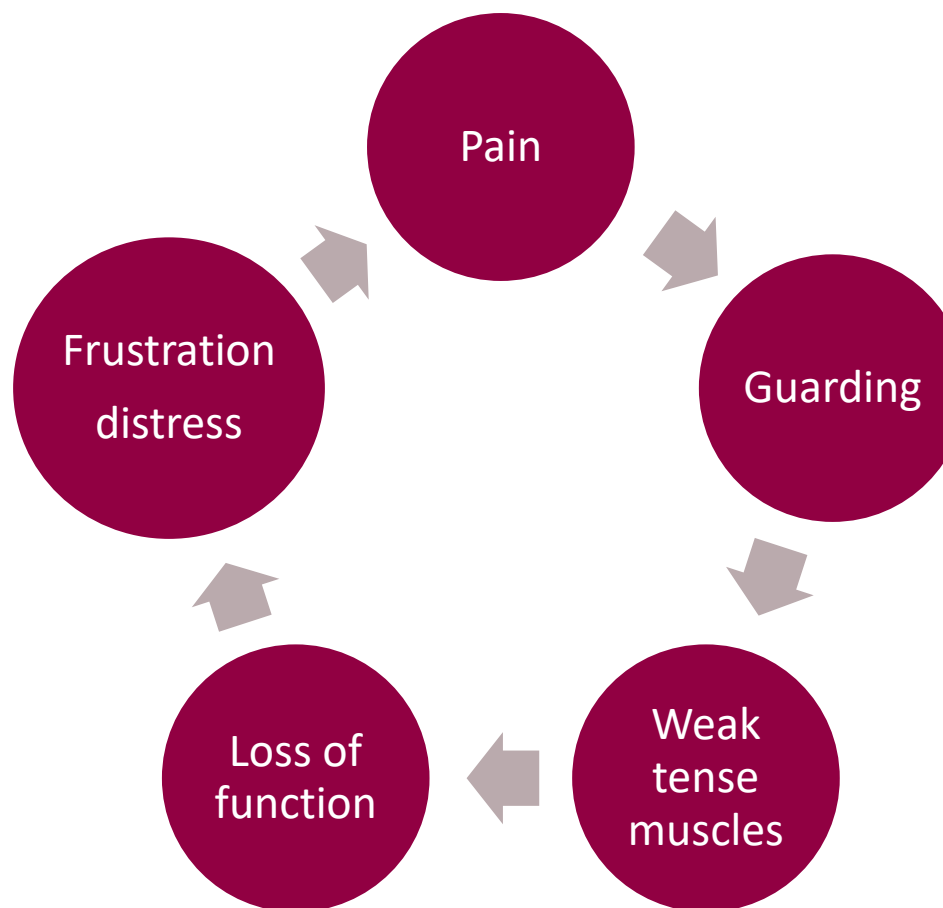 Pain
Guarding
Weak
tense
muscles
Loss of
function
Frustration
distress